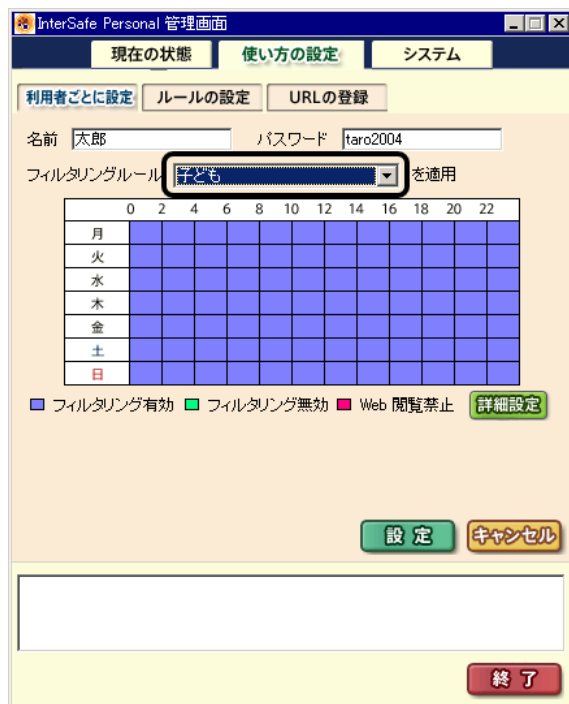 InterSafe Personal 管理画面
現在の状態 使い方の設定 システム
利用者ごとに設定 ルールの設定 URLの登録
名前 太郎 パスワード taro2004
フィルタリングルール 子ども を適用
0 2 4 6 8 10 12 14 16 18 20 22
月
火
水
木
金
土
日
フィルタリング有効 フィルタリング無効 Web 閲覧禁止 詳細設定
設定 キャンセル
終了